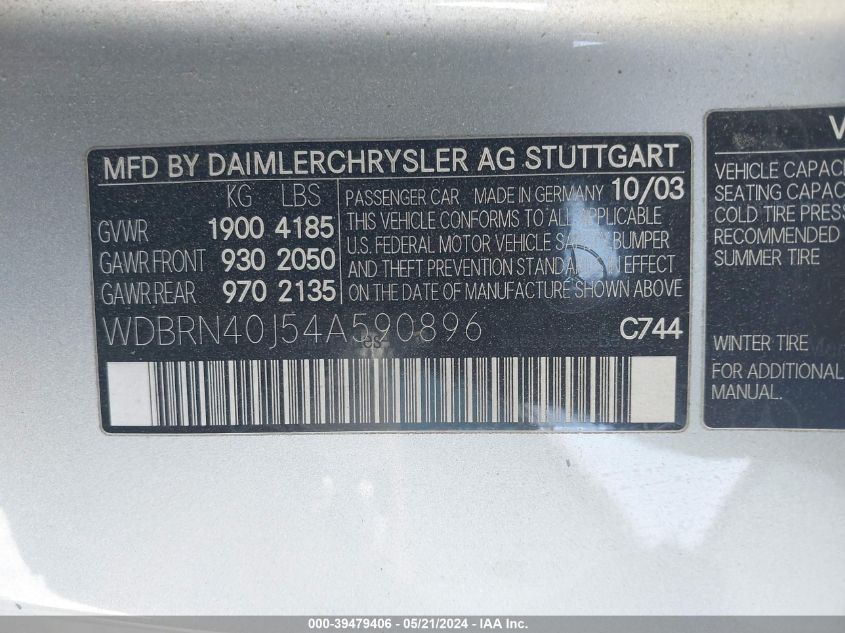 MFD BY DAIMLERCHRYSLER AG STUTTGART
KG LBS
GVWR 1900 4185
GAWR FRONT 930 2050
GAWR REAR 970 2135
PASSENGER CAR MADE IN GERMANY 10/03
THIS VEHICLE CONFORMS TO ALL APPLICABLE
U.S. FEDERAL MOTOR VEHICLE SAFETY BUMPER
AND THEFT PREVENTION STANDARDS IN EFFECT
ON THE DATE OF MANUFACTURE SHOWN ABOVE
WDBRN40J54A590896 C744
V
VEHICLE CAPAC
SEATING CAPAC
COLD TIRE PRESS
RECOMMENDED
SUMMER TIRE
WINTER TIRE
FOR ADDITIONAL
MANUAL.
000-39479406 - 05/21/2024 - IAA Inc.